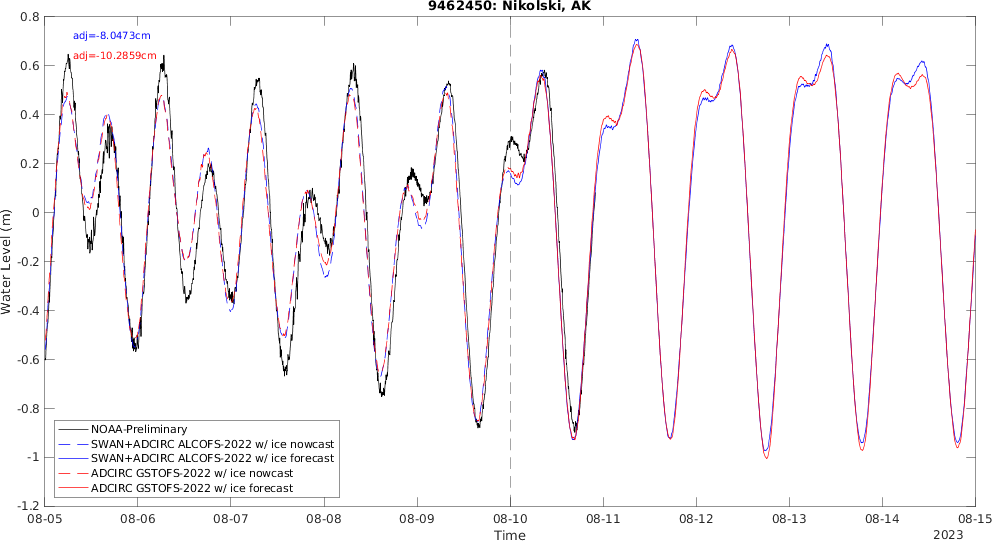 9462450: Nikolski, AK
adj=-8.0473cm
adj=-10.2859cm
0.8
0.6
0.4
0.2
0
-0.2
-0.4
-0.6
-0.8
-1
-1.2
Water Level (m)
NOAA-Preliminary
SWAN+ADCIRC ALCOFS-2022 w/ ice nowcast
SWAN+ADCIRC ALCOFS-2022 w/ ice forecast
ADCIRC GSTOFS-2022 w/ ice nowcast
ADCIRC GSTOFS-2022 w/ ice forecast
08-05 08-06 08-07 08-08 08-09 08-10 08-11 08-12 08-13 08-14 08-15
Time
2023